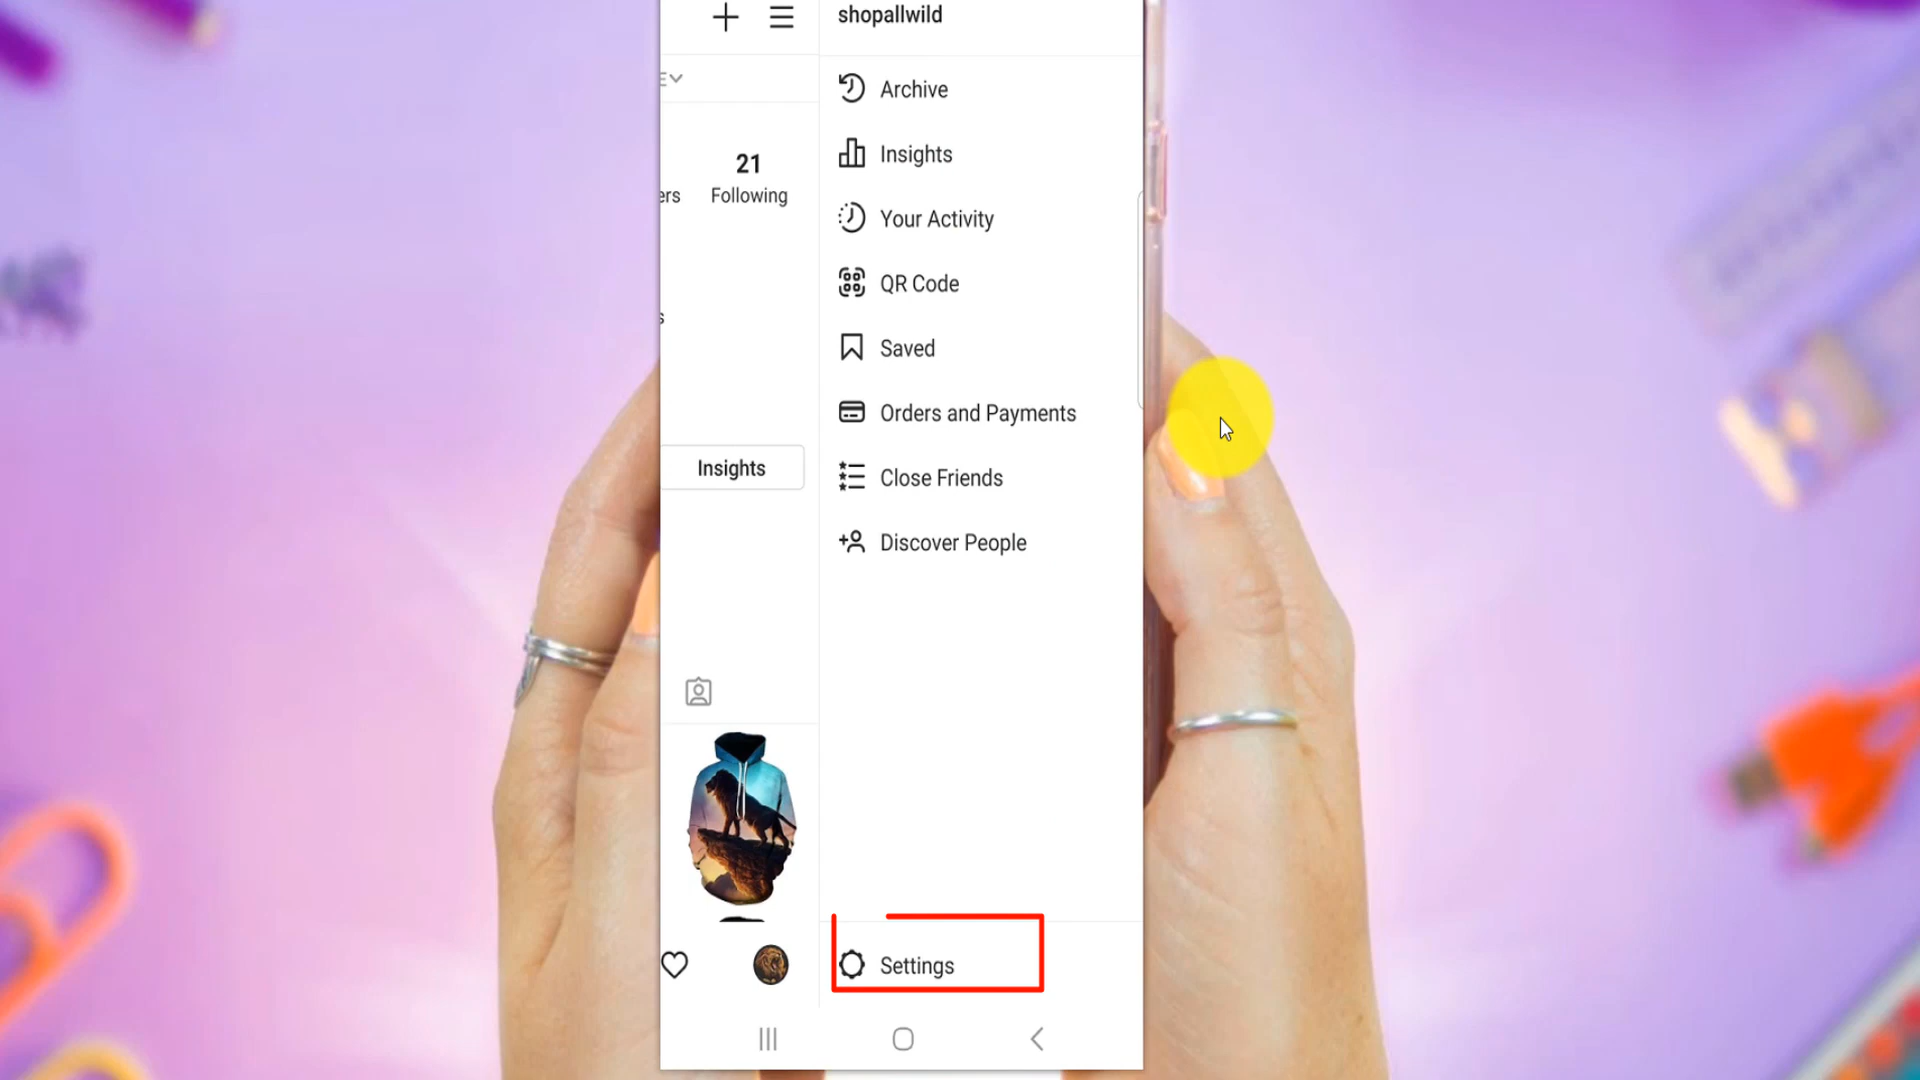 shopallwild
Archive
Insights
21
Following
ers
Your Activity
QR Code
Saved
Orders and Payments
Insights
Close Friends
Discover People
Settings